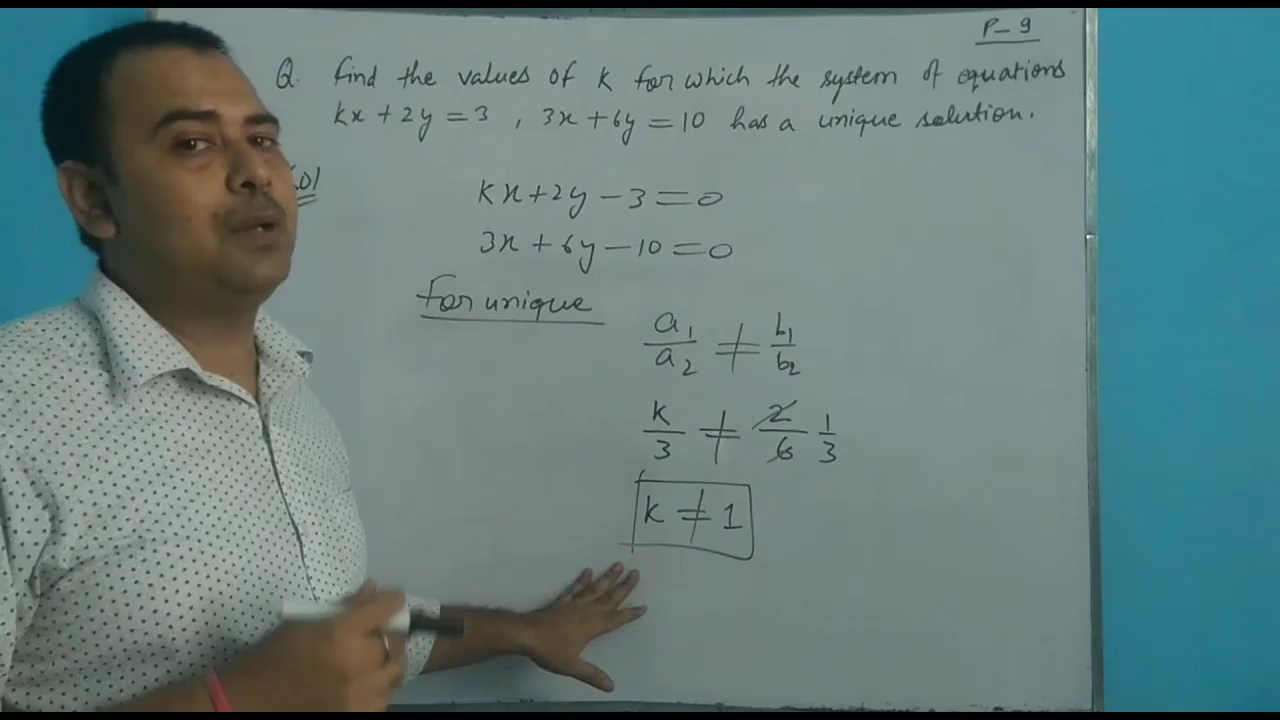 P-9
Q. Find the values of k for which the system of equations
kx + 2y = 3 , 3x + 6y = 10 has a unique solution.
kx + 2y - 3 = 0
3x + 6y - 10 = 0
For unique
a₁/a₂ ≠ b₁/b₂
k/3 ≠ 2/6 1/3
k ≠ 1